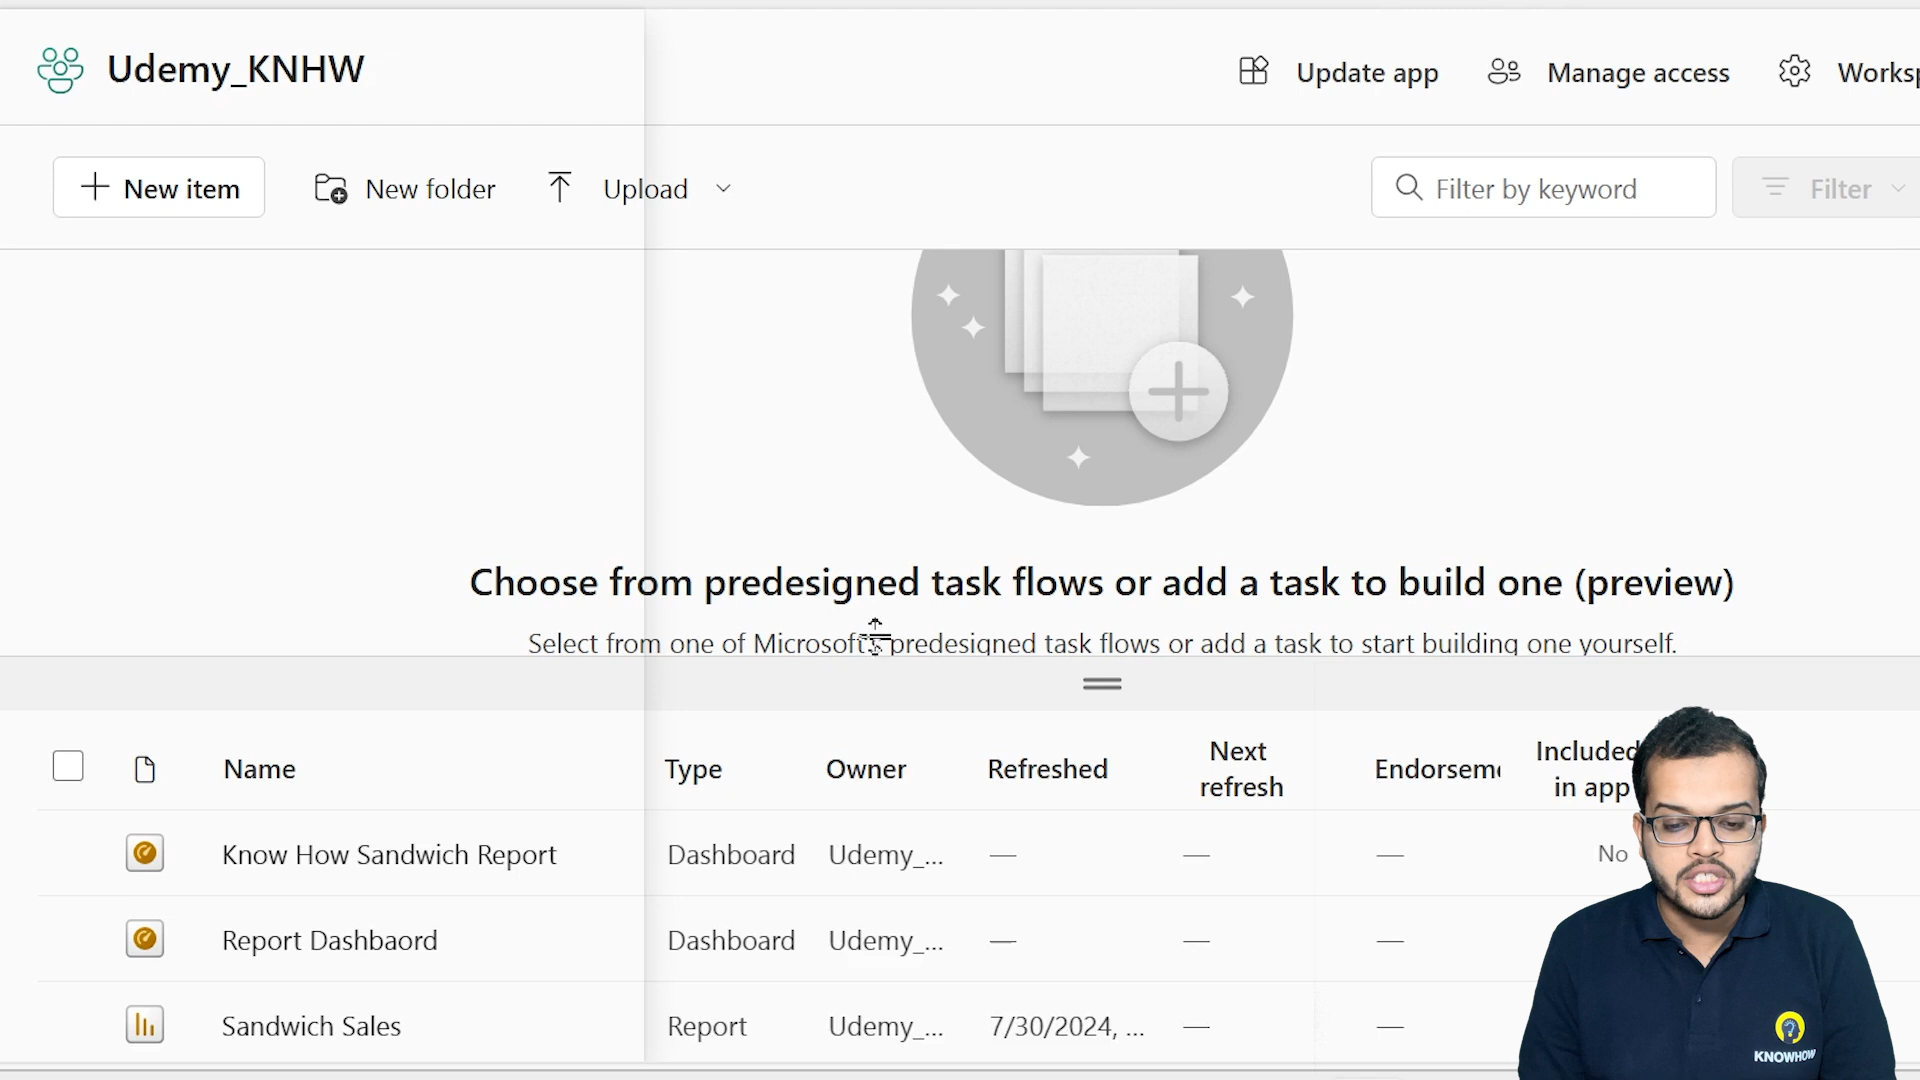 Udemy_KNHW
Update app
Manage access
Worksp
New item
New folder
Upload
Filter by keyword
Filter
Choose from predesigned task flows or add a task to build one (preview)
Select from one of Microsoft's predesigned task flows or add a task to start building one yourself.
Name
Type
Owner
Refreshed
Next
refresh
Endorseme
Included
in app
Know How Sandwich Report
Dashboard
Udemy_...
—
—
—
No
Report Dashbaord
Dashboard
Udemy_...
—
—
—
Sandwich Sales
Report
Udemy_...
7/30/2024, ...
—
—
KNOWHOW